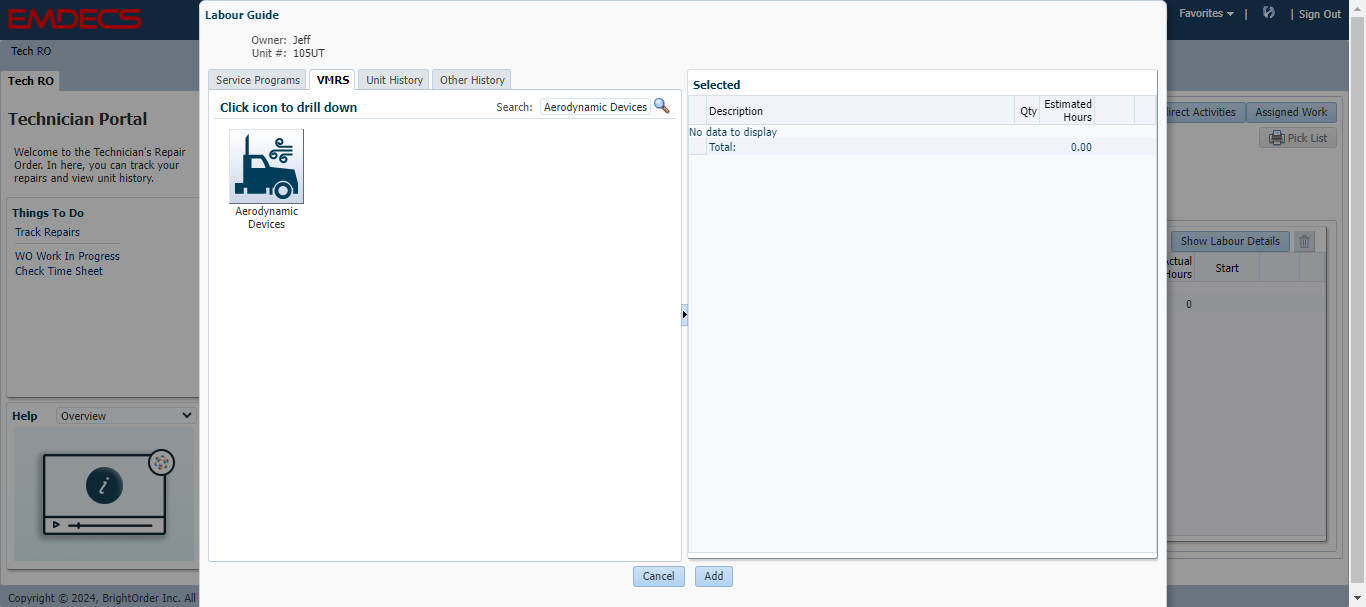 EMDECS
Favorites | | Sign Out
Tech RO
Tech RO
Technician Portal
Welcome to the Technician's Repair
Order. In here, you can track your
repairs and view unit history.
Things To Do
Track Repairs
WO Work In Progress
Check Time Sheet
Help Overview
i
Copyright © 2024, BrightOrder Inc. All
Labour Guide
Owner: Jeff
Unit #: 105UT
Service Programs VMRS Unit History Other History
Click icon to drill down Search: Aerodynamic Devices
Aerodynamic
Devices
Selected
Description Qty Estimated
Hours
No data to display
Total: 0.00
Cancel Add
irect Activities Assigned Work
Pick List
Show Labour Details
Actual
Hours Start
0